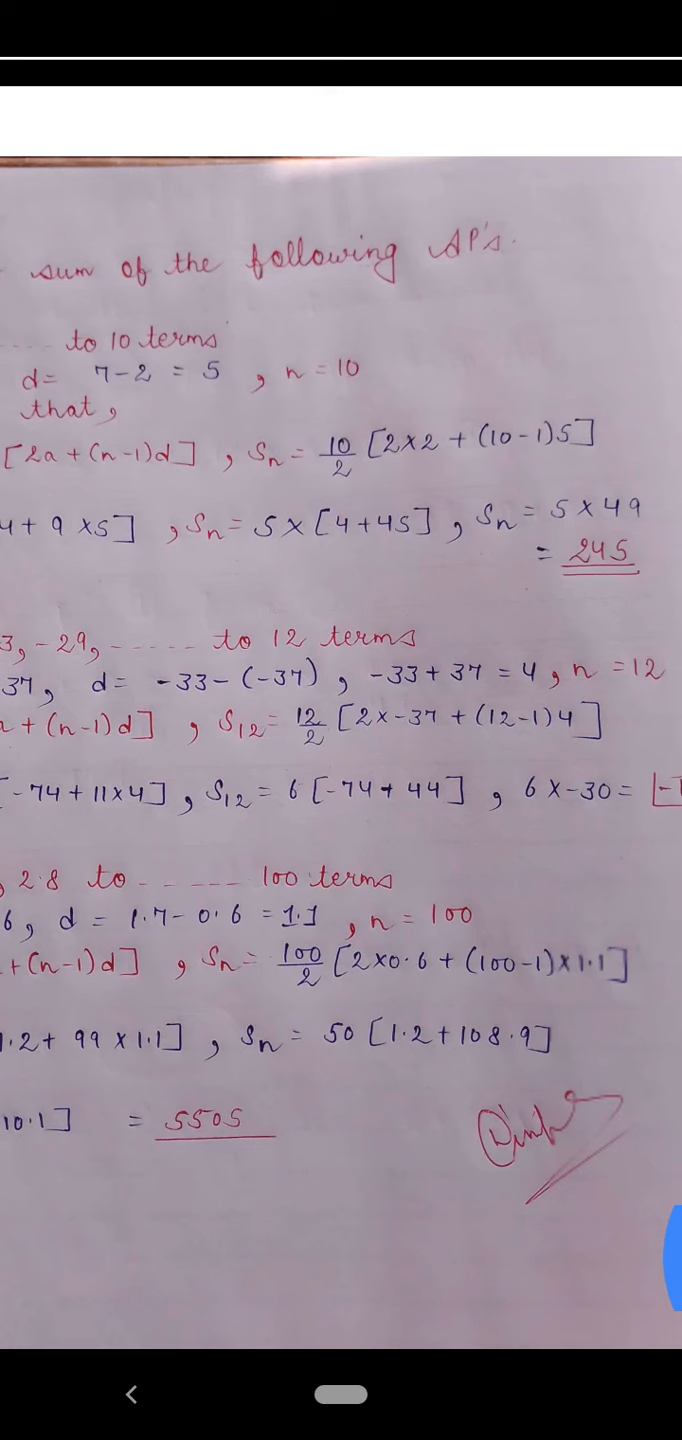 sum of the following AP's.
to 10 terms
d= 7-2 = 5 , n = 10
that,
[2a+(n-1)d] , Sn = 10/2 [2×2+(10-1)5]
4+ 9 ×5] , Sn = 5×[4+45] , Sn = 5×49
= 245
3, -29, ------ to 12 terms
37, d= -33-(-37) , -33+37 = 4, n = 12
a+(n-1)d] , S12 = 12/2 [2×-37+(12-1)4]
[-74+11×4] , S12 = 6[-74+44] , 6×-30 =
, 2.8 to ------ 100 terms
6, d = 1.7-0.6 = 1.1 , n = 100
+(n-1)d] , Sn = 100/2 [2×0.6+(100-1)×1.1]
1.2+ 99×1.1] , Sn = 50[1.2+108.9]
10.1] = 5505